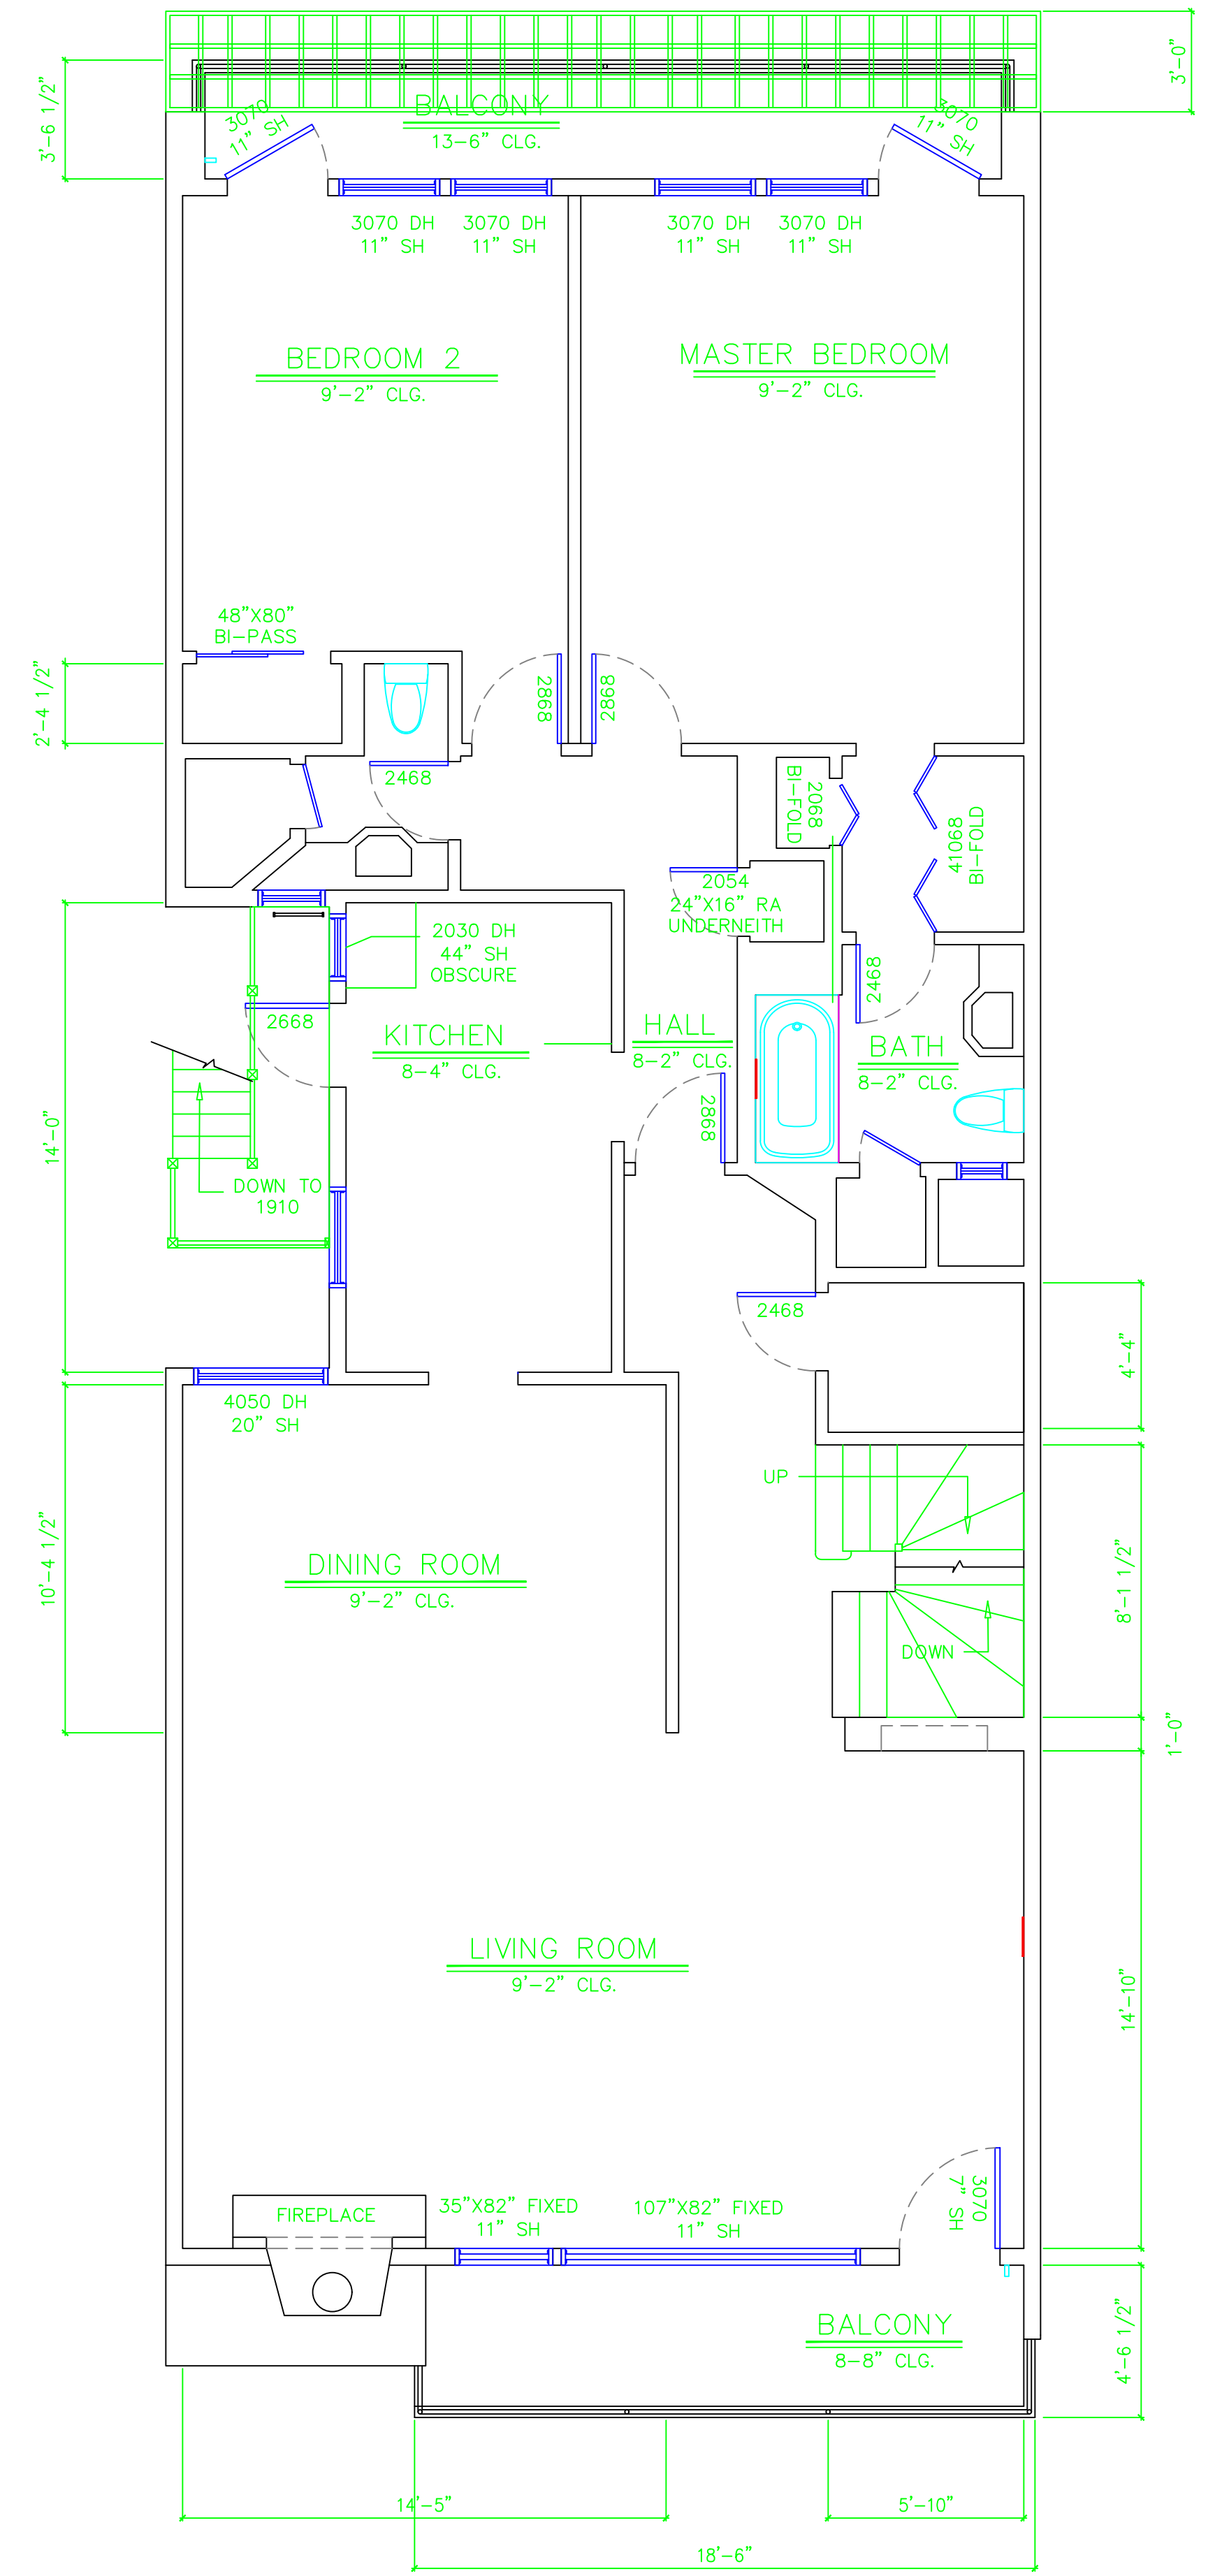 3'-0"
3'-6 1/2"
BALCONY
13-6" CLG.
3070
11" SH
3070
11" SH
3070 DH
11" SH
3070 DH
11" SH
3070 DH
11" SH
3070 DH
11" SH
BEDROOM 2
9'-2" CLG.
MASTER BEDROOM
9'-2" CLG.
48"X80"
BI-PASS
2'-4 1/2"
2868
2868
2468
2068
BI-FOLD
41068
BI-FOLD
2054
24"X16" RA
UNDERNEITH
2030 DH
44" SH
OBSCURE
2468
2668
KITCHEN
8-4" CLG.
HALL
8-2" CLG.
BATH
8-2" CLG.
2868
14'-0"
DOWN TO
1910
2468
4'-4"
4050 DH
20" SH
UP
DINING ROOM
9'-2" CLG.
10'-4 1/2"
8'-1 1/2"
DOWN
1'-0"
LIVING ROOM
9'-2" CLG.
14'-10"
FIREPLACE
35"X82" FIXED
11" SH
107"X82" FIXED
11" SH
3070
7" SH
BALCONY
8-8" CLG.
4'-6 1/2"
14'-5"
5'-10"
18'-6"